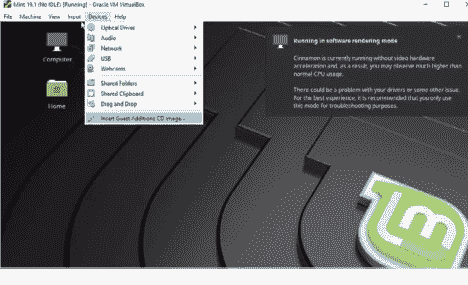 Mint 19.1 (No IDLE) [Running] - Oracle VM VirtualBox
File Machine View Input Devices Help
Optical Drives
Audio
Network
USB
Webcams
Shared Folders
Shared Clipboard
Drag and Drop
Insert Guest Additions CD image...
Computer
Home
Running in software rendering mode
Cinnamon is currently running without video hardware
acceleration and, as a result, you may observe much higher than
normal CPU usage.
There could be a problem with your drivers or some other issue.
For the best experience, it is recommended that you only use
this mode for troubleshooting purposes.